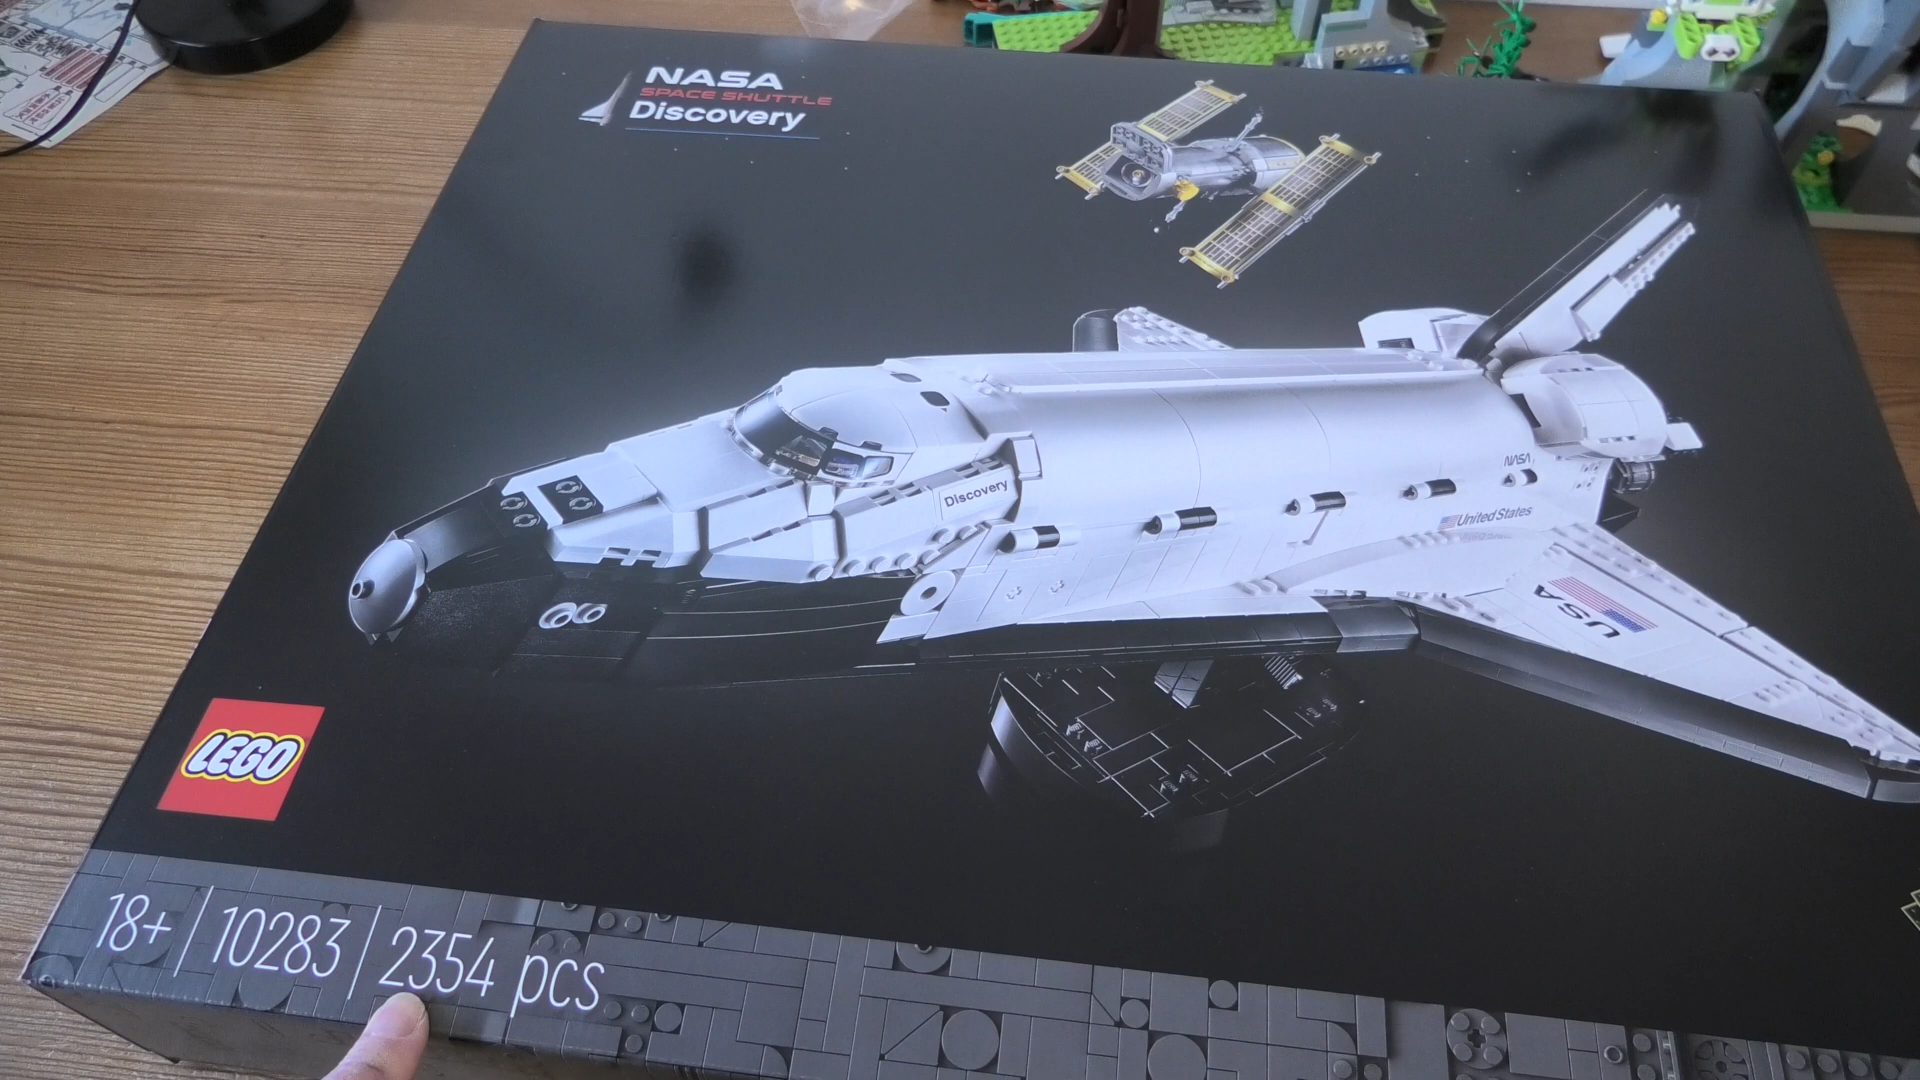 NASA
SPACE SHUTTLE
Discovery
Discovery
NASA
United States
USA
LEGO
18+ | 10283 | 2354 pcs